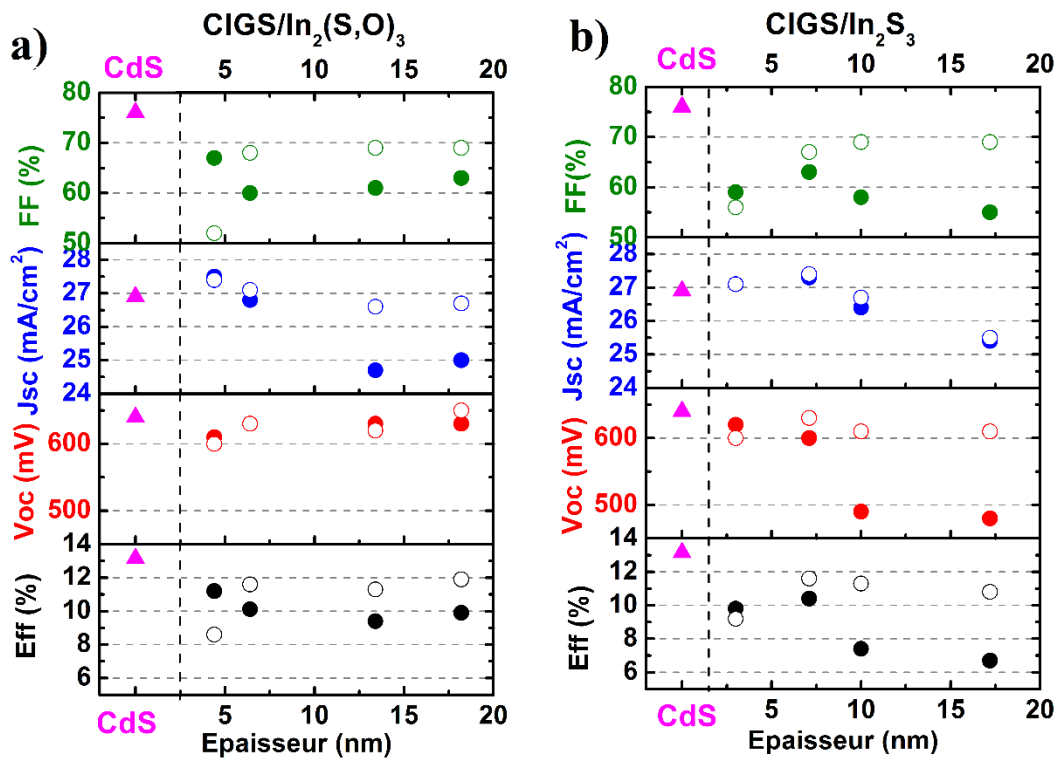 a)
CIGS/In₂(S,O)₃
CdS 5 10 15 20
FF (%)
80
70
60
50
Jsc (mA/cm²)
28
27
26
25
24
Voc (mV)
600
500
Eff (%)
14
12
10
8
6
CdS 5 10 15 20
Epaisseur (nm)
b)
CIGS/In₂S₃
CdS 5 10 15 20
FF(%)
70
60
50
Jsc (mA/cm²)
28
27
26
25
24
Voc (mV)
600
500
Eff (%)
14
12
10
8
6
CdS 5 10 15 20
Epaisseur (nm)